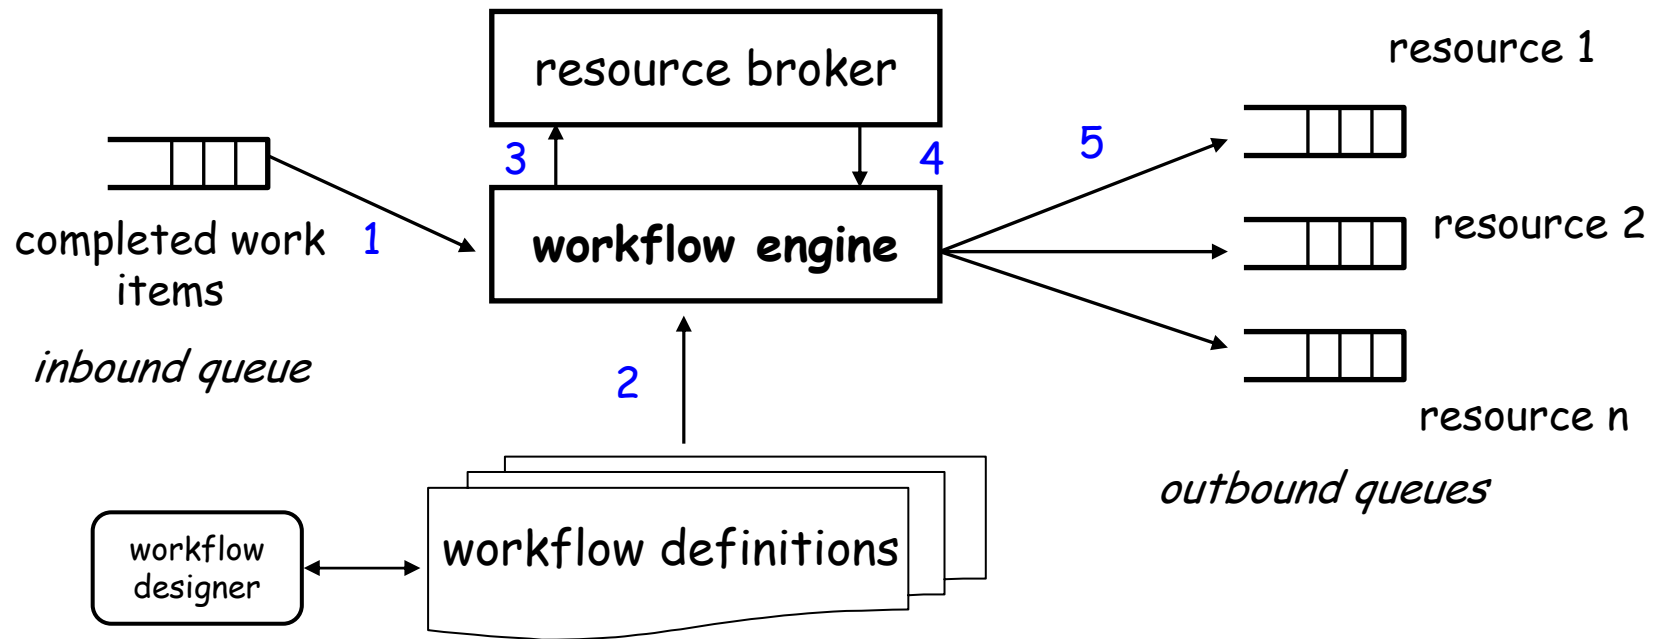 resource broker
resource 1
3
4
5
completed work
items
1
workflow engine
resource 2
inbound queue
2
resource n
outbound queues
workflow
designer
workflow definitions